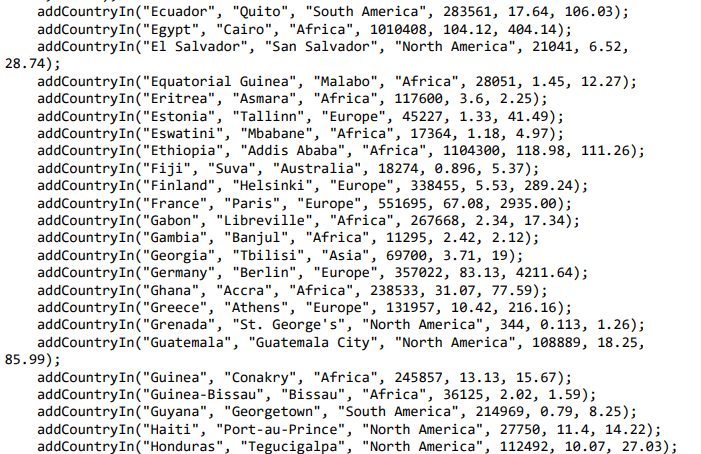 addCountryIn("Ecuador", "Quito", "South America", 283561, 17.64, 106.03);
addCountryIn("Egypt", "Cairo", "Africa", 1010408, 104.12, 404.14);
addCountryIn("El Salvador", "San Salvador", "North America", 21041, 6.52,
28.74);
addCountryIn("Equatorial Guinea", "Malabo", "Africa", 28051, 1.45, 12.27);
addCountryIn("Eritrea", "Asmara", "Africa", 117600, 3.6, 2.25);
addCountryIn("Estonia", "Tallinn", "Europe", 45227, 1.33, 41.49);
addCountryIn("Eswatini", "Mbabane", "Africa", 17364, 1.18, 4.97);
addCountryIn("Ethiopia", "Addis Ababa", "Africa", 1104300, 118.98, 111.26);
addCountryIn("Fiji", "Suva", "Australia", 18274, 0.896, 5.37);
addCountryIn("Finland", "Helsinki", "Europe", 338455, 5.53, 289.24);
addCountryIn("France", "Paris", "Europe", 551695, 67.08, 2935.00);
addCountryIn("Gabon", "Libreville", "Africa", 267668, 2.34, 17.34);
addCountryIn("Gambia", "Banjul", "Africa", 11295, 2.42, 2.12);
addCountryIn("Georgia", "Tbilisi", "Asia", 69700, 3.71, 19);
addCountryIn("Germany", "Berlin", "Europe", 357022, 83.13, 4211.64);
addCountryIn("Ghana", "Accra", "Africa", 238533, 31.07, 77.59);
addCountryIn("Greece", "Athens", "Europe", 131957, 10.42, 216.16);
addCountryIn("Grenada", "St. George's", "North America", 344, 0.113, 1.26);
addCountryIn("Guatemala", "Guatemala City", "North America", 108889, 18.25,
85.99);
addCountryIn("Guinea", "Conakry", "Africa", 245857, 13.13, 15.67);
addCountryIn("Guinea-Bissau", "Bissau", "Africa", 36125, 2.02, 1.59);
addCountryIn("Guyana", "Georgetown", "South America", 214969, 0.79, 8.25);
addCountryIn("Haiti", "Port-au-Prince", "North America", 27750, 11.4, 14.22);
addCountryIn("Honduras", "Tegucigalpa", "North America", 112492, 10.07, 27.03);